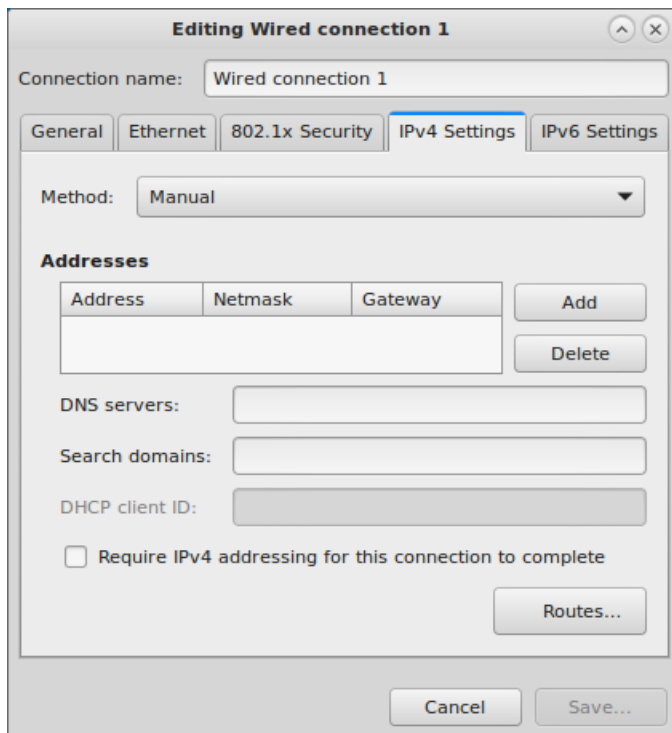 Editing Wired connection 1
Connection name: Wired connection 1
General Ethernet 802.1x Security IPv4 Settings IPv6 Settings
Method: Manual
Addresses
Address Netmask Gateway Add
Delete
DNS servers:
Search domains:
DHCP client ID:
Require IPv4 addressing for this connection to complete
Routes...
Cancel Save...